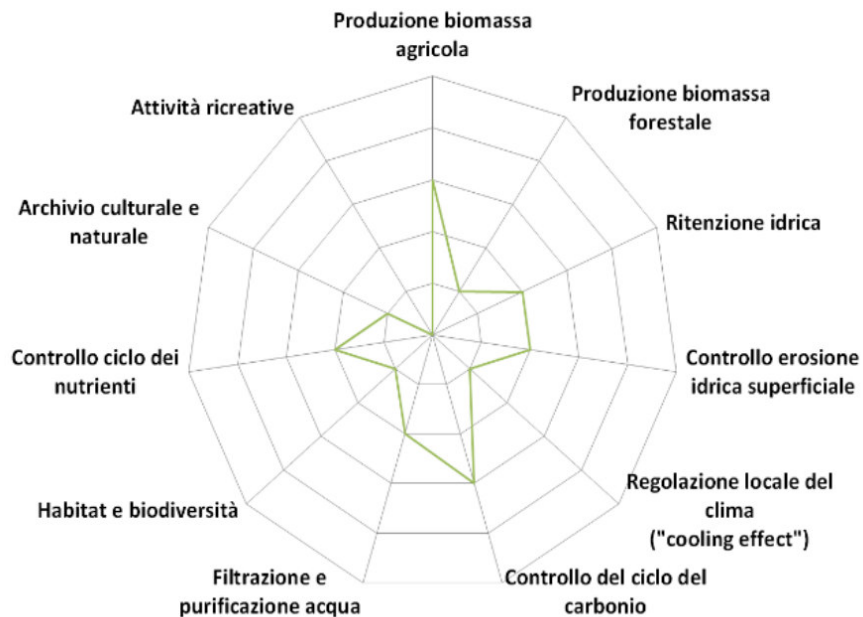 Produzione biomassa
agricola
Produzione biomassa
forestale
Ritenzione idrica
Controllo erosione
idrica superficiale
Regolazione locale del
clima
("cooling effect")
Controllo del ciclo del
carbonio
Filtrazione e
purificazione acqua
Habitat e biodiversità
Controllo ciclo dei
nutrienti
Archivio culturale e
naturale
Attività ricreative